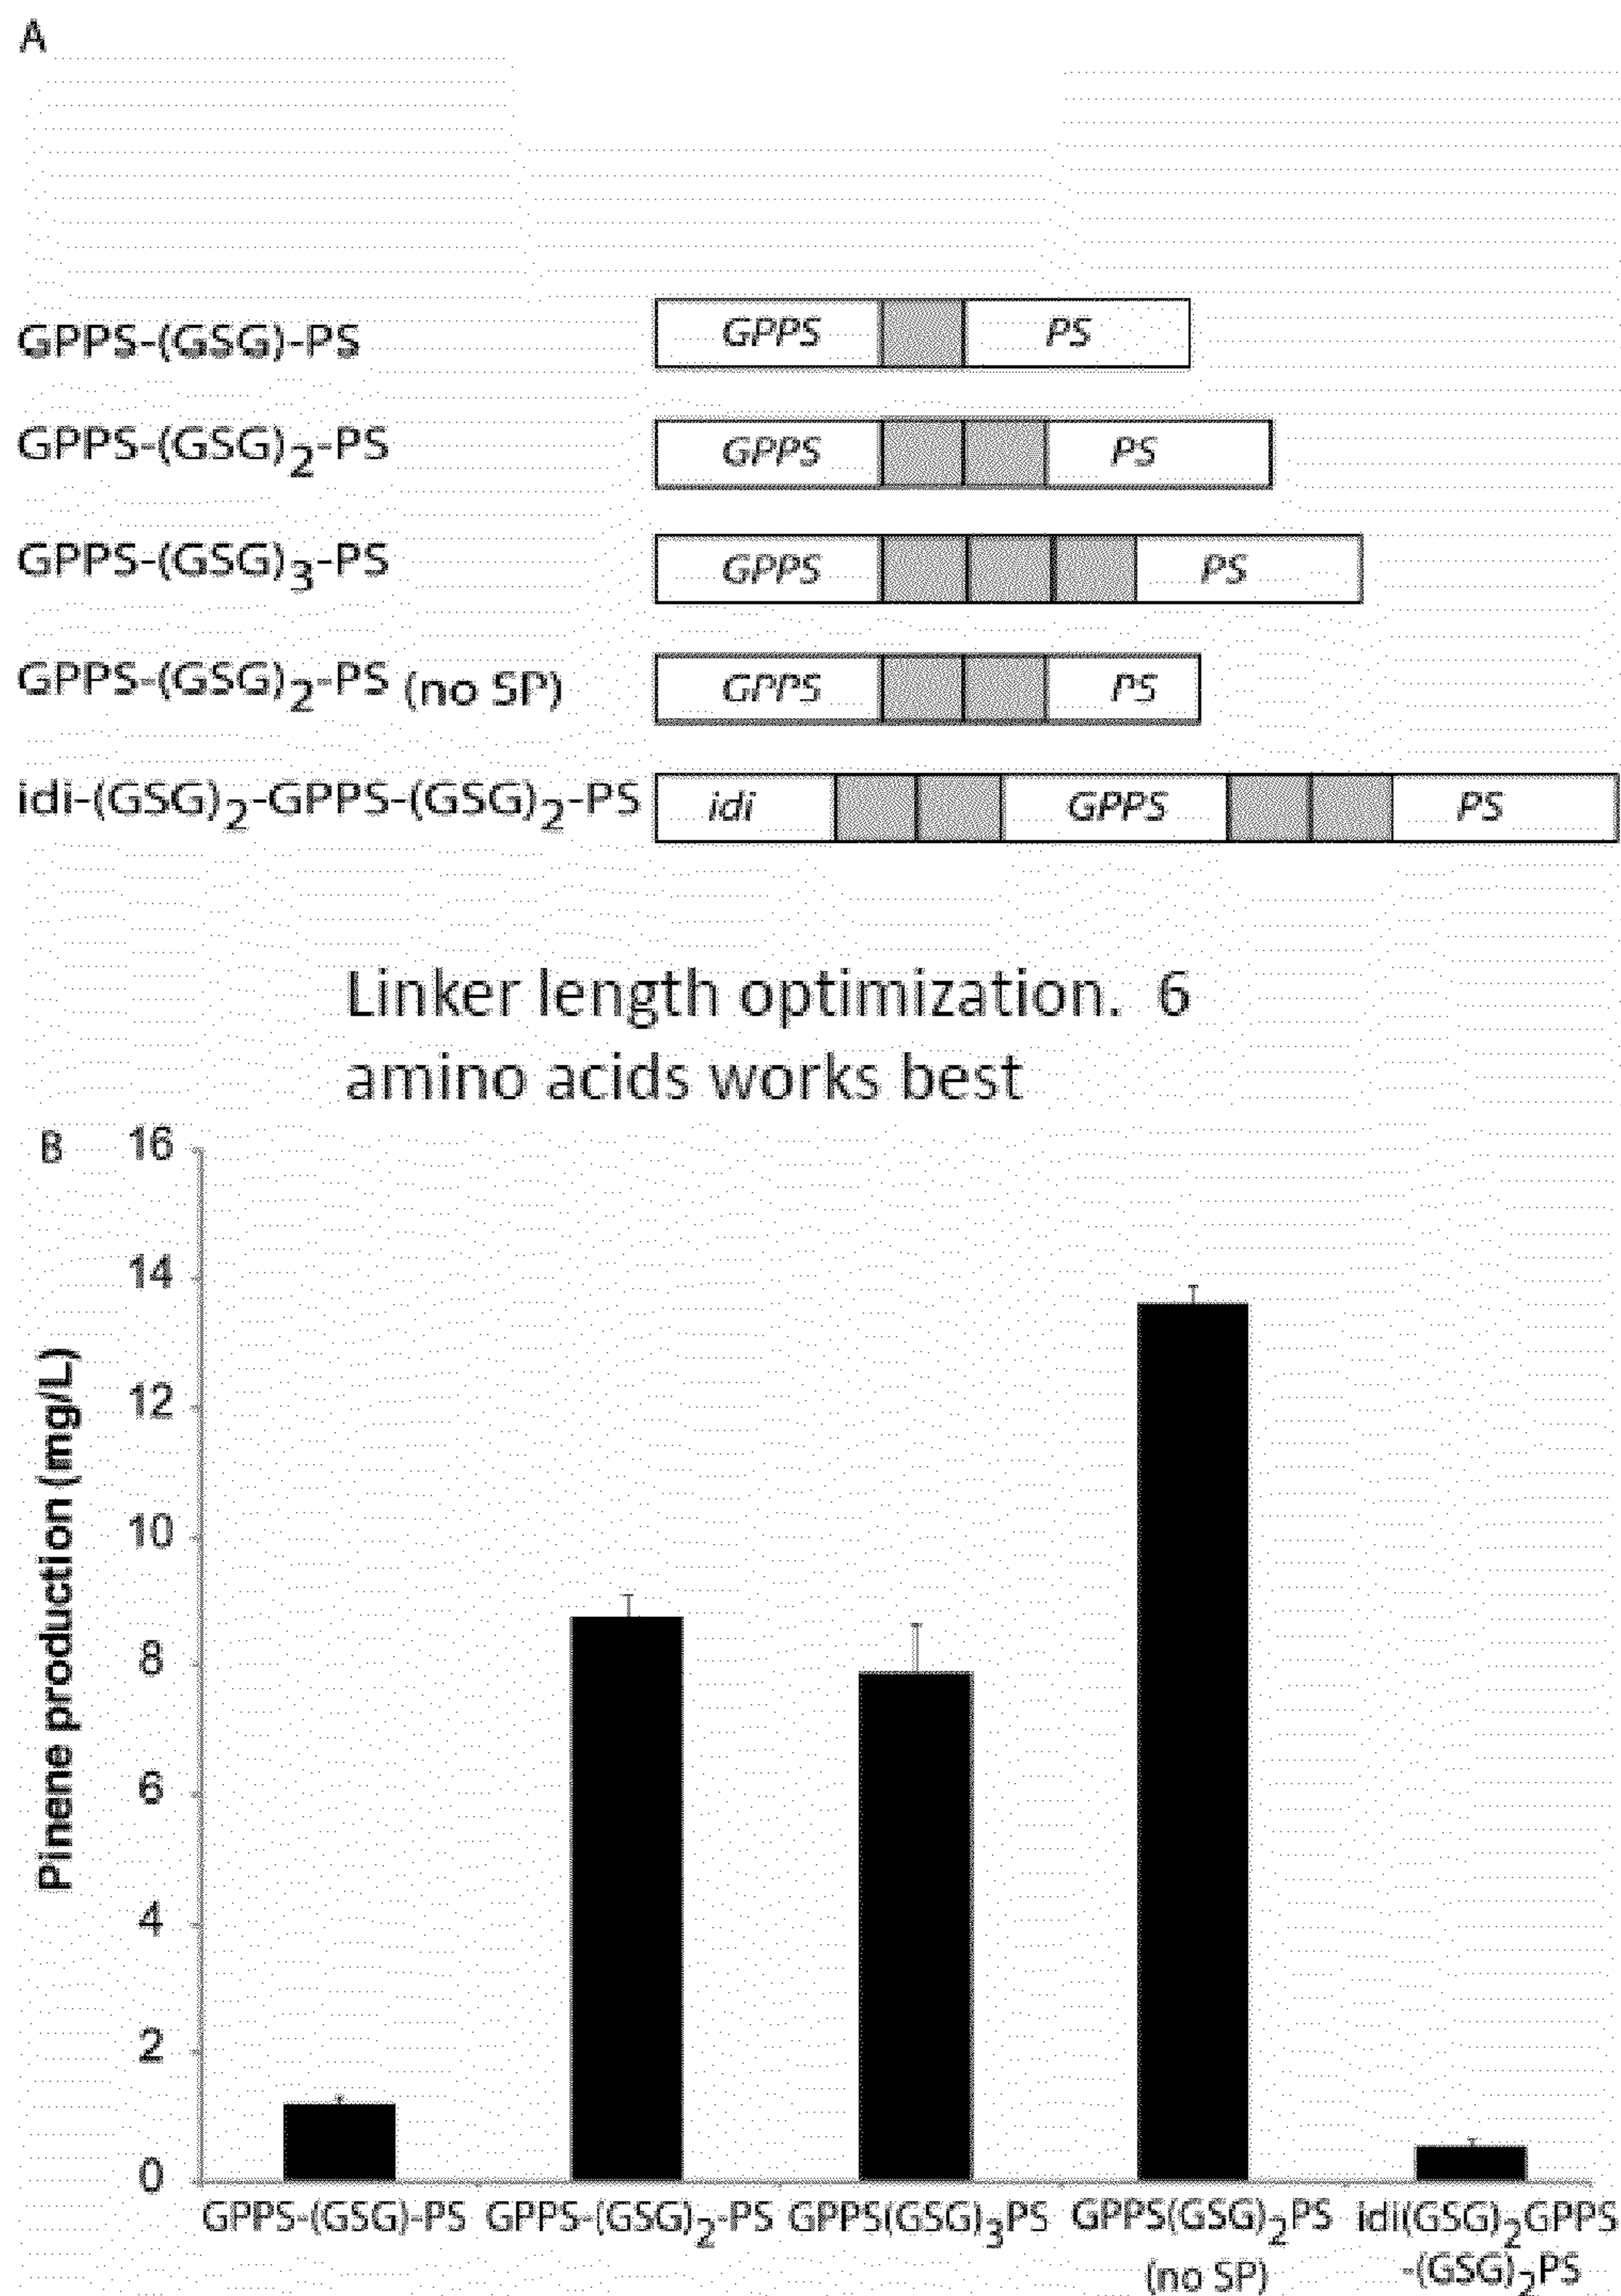 A
GPPS-(GSG)-PS GPPS PS
GPPS-(GSG)2-PS GPPS PS
GPPS-(GSG)3-PS GPPS PS
GPPS-(GSG)2-PS (no SP) GPPS PS
idi-(GSG)2-GPPS-(GSG)2-PS idi GPPS PS
Linker length optimization. 6
amino acids works best
B
Pinene production (mg/L)
16
14
12
10
8
6
4
2
0
GPPS-(GSG)-PS GPPS-(GSG)2-PS GPPS(GSG)3PS GPPS(GSG)2PS idi(GSG)2GPPS
(no SP) -(GSG)2PS